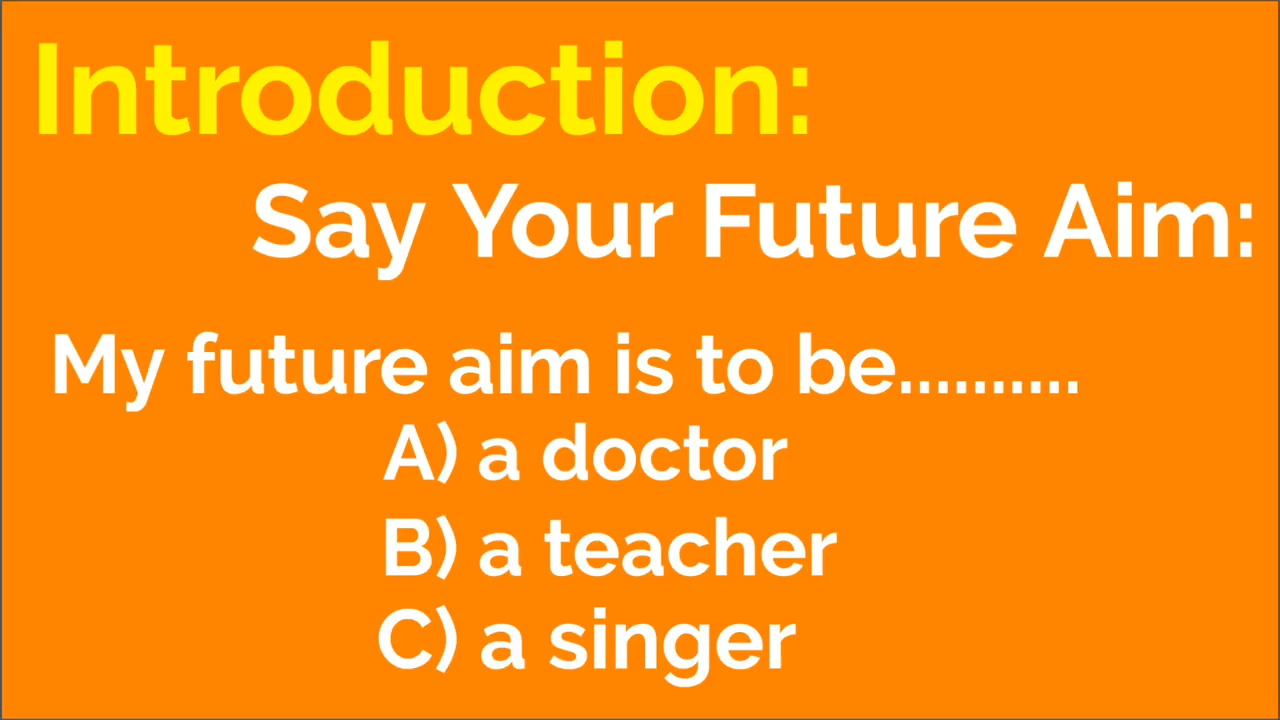 Introduction:
Say Your Future Aim:
My future aim is to be..........
A) a doctor
B) a teacher
C) a singer